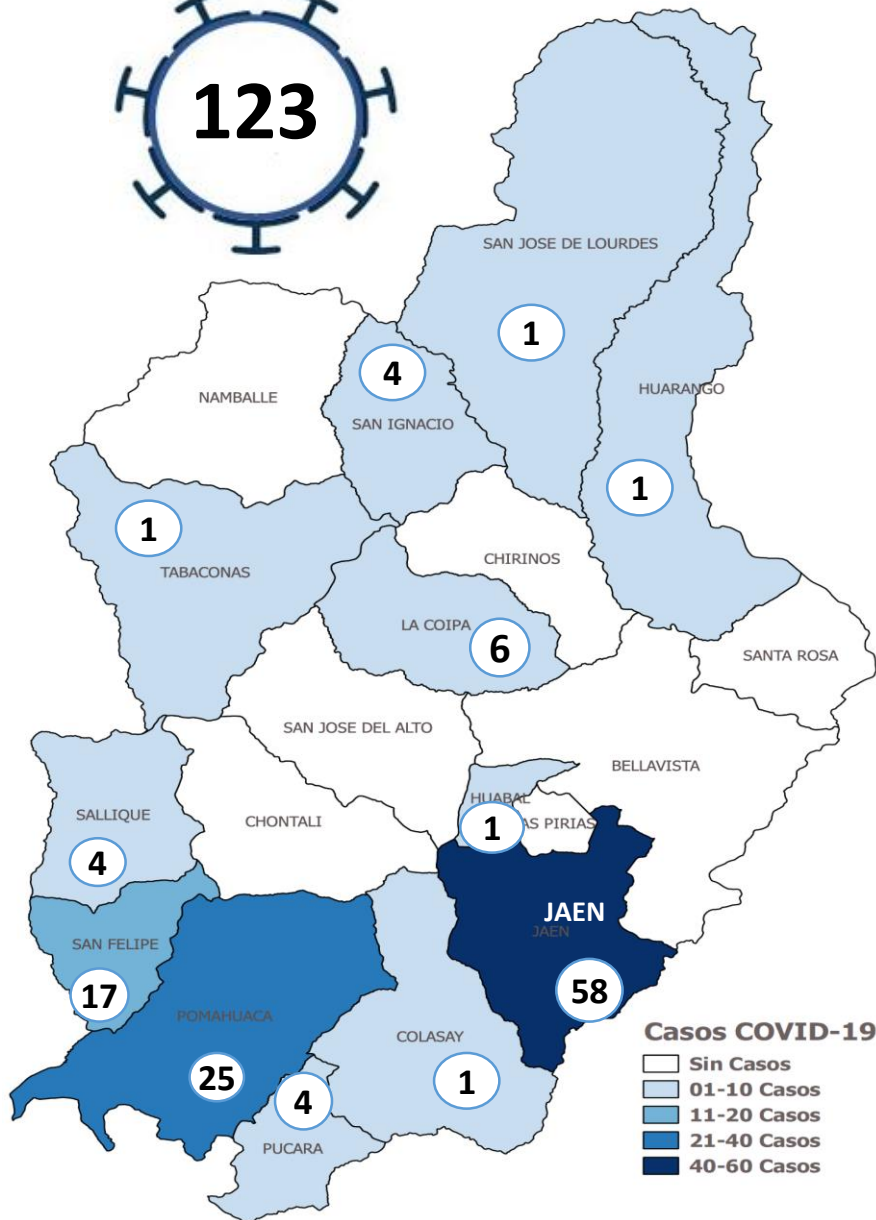 123
SAN JOSE DE LOURDES
1
4
HUARANGO
NAMBALLE
SAN IGNACIO
1
1
CHIRINOS
TABACONAS
LA COIPA
6
SANTA ROSA
SAN JOSE DEL ALTO
BELLAVISTA
HUABAL
SALLIQUE
CHONTALI
1
AS PIRIAS
4
JAEN
JAEN
SAN FELIPE
17
58
POMAHUACA
COLASAY
25
1
4
PUCARA
Casos COVID-19
Sin Casos
01-10 Casos
11-20 Casos
21-40 Casos
40-60 Casos